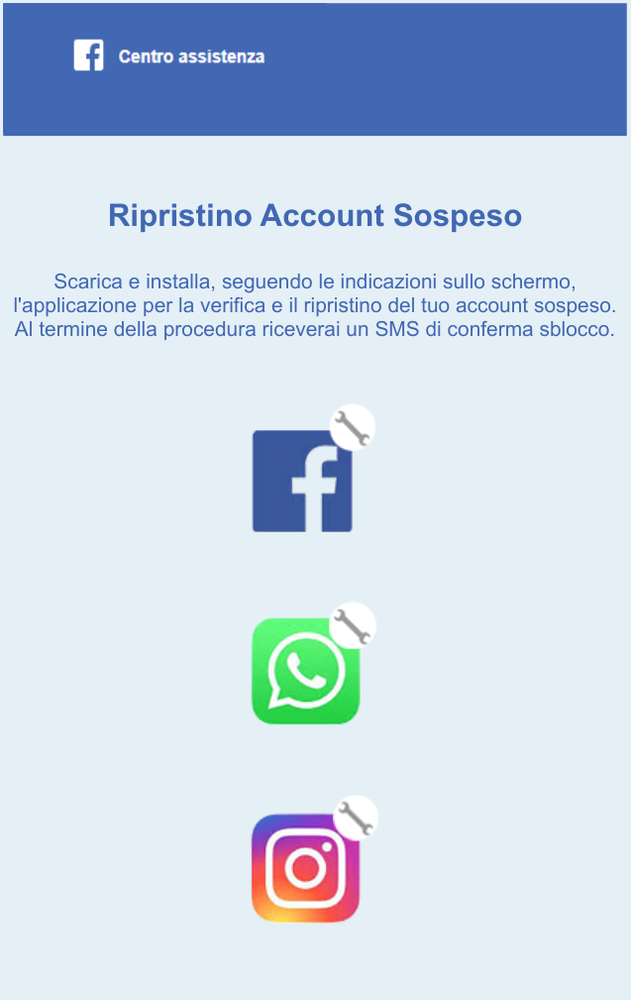 Centro assistenza
Ripristino Account Sospeso
Scarica e installa, seguendo le indicazioni sullo schermo,
l'applicazione per la verifica e il ripristino del tuo account sospeso.
Al termine della procedura riceverai un SMS di conferma sblocco.